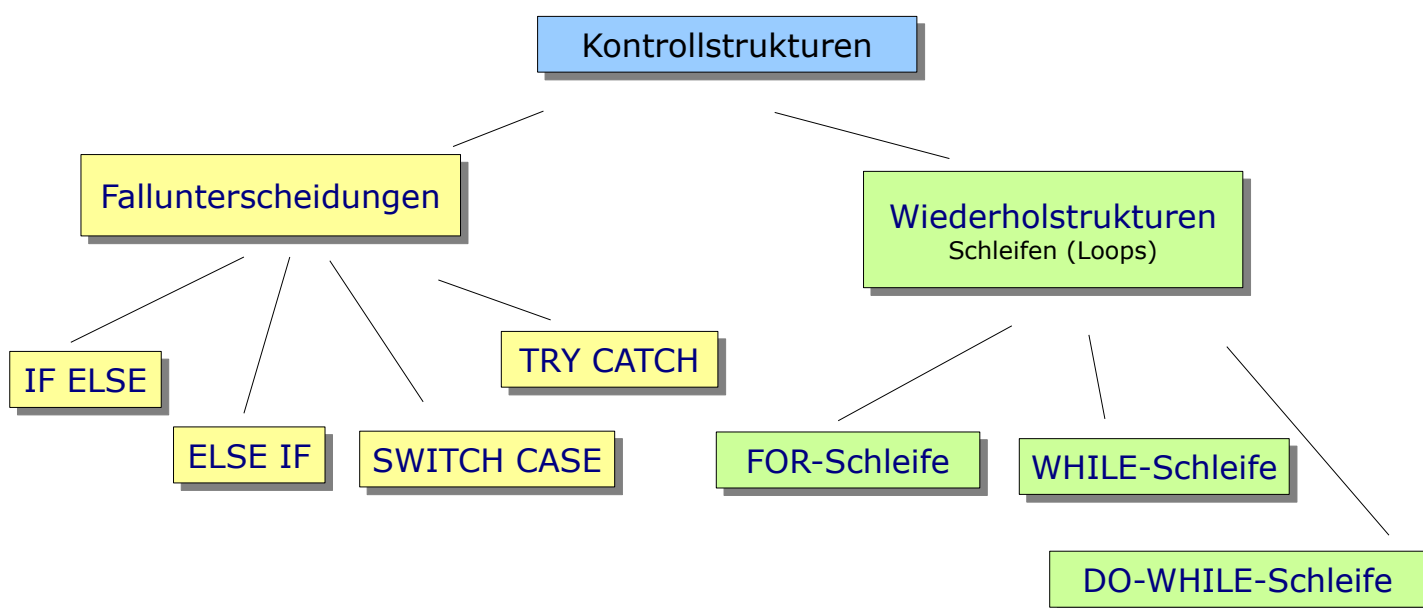 Kontrollstrukturen
Fallunterscheidungen
Wiederholstrukturen
Schleifen (Loops)
IF ELSE
ELSE IF
SWITCH CASE
TRY CATCH
FOR-Schleife
WHILE-Schleife
DO-WHILE-Schleife